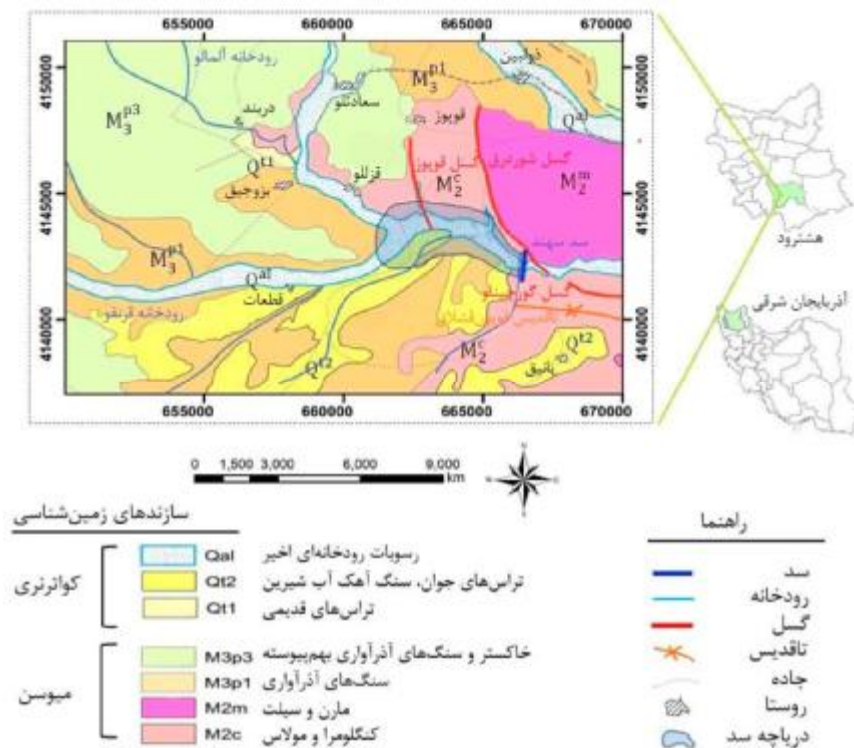 655000 660000 665000 670000
4150000
4145000
4140000
رودخانه آلمالو
M₃ᵖ¹
M₃ᵖ³
سعادتلو
دربند
قوپوز
Qal
Qt1
گسل قوپوز
گسل شوردرق
M₂ᶜ
M₂ᵐ
بزوجیق
قزللو
سد سهند
M₃ᵖ¹
Qal
قطعات
رودخانه قرنقو
M₂ᶜ
Qt2
Qt2
655000 660000 665000 670000
هشترود
آذربایجان شرقی
0 1,500 3,000 6,000 9,000
km
سازندهای زمین‌شناسی
کواترنری
Qal رسوبات رودخانه‌ای اخیر
Qt2 تراس‌های جوان، سنگ آهک آب شیرین
Qt1 تراس‌های قدیمی
میوسن
M3p3 خاکستر و سنگ‌های آذرآواری بهم‌پیوسته
M3p1 سنگ‌های آذرآواری
M2m مارن و سیلت
M2c کنگلومرا و مولاس
راهنما
سد
رودخانه
گسل
تاقدیس
جاده
روستا
دریاچه سد